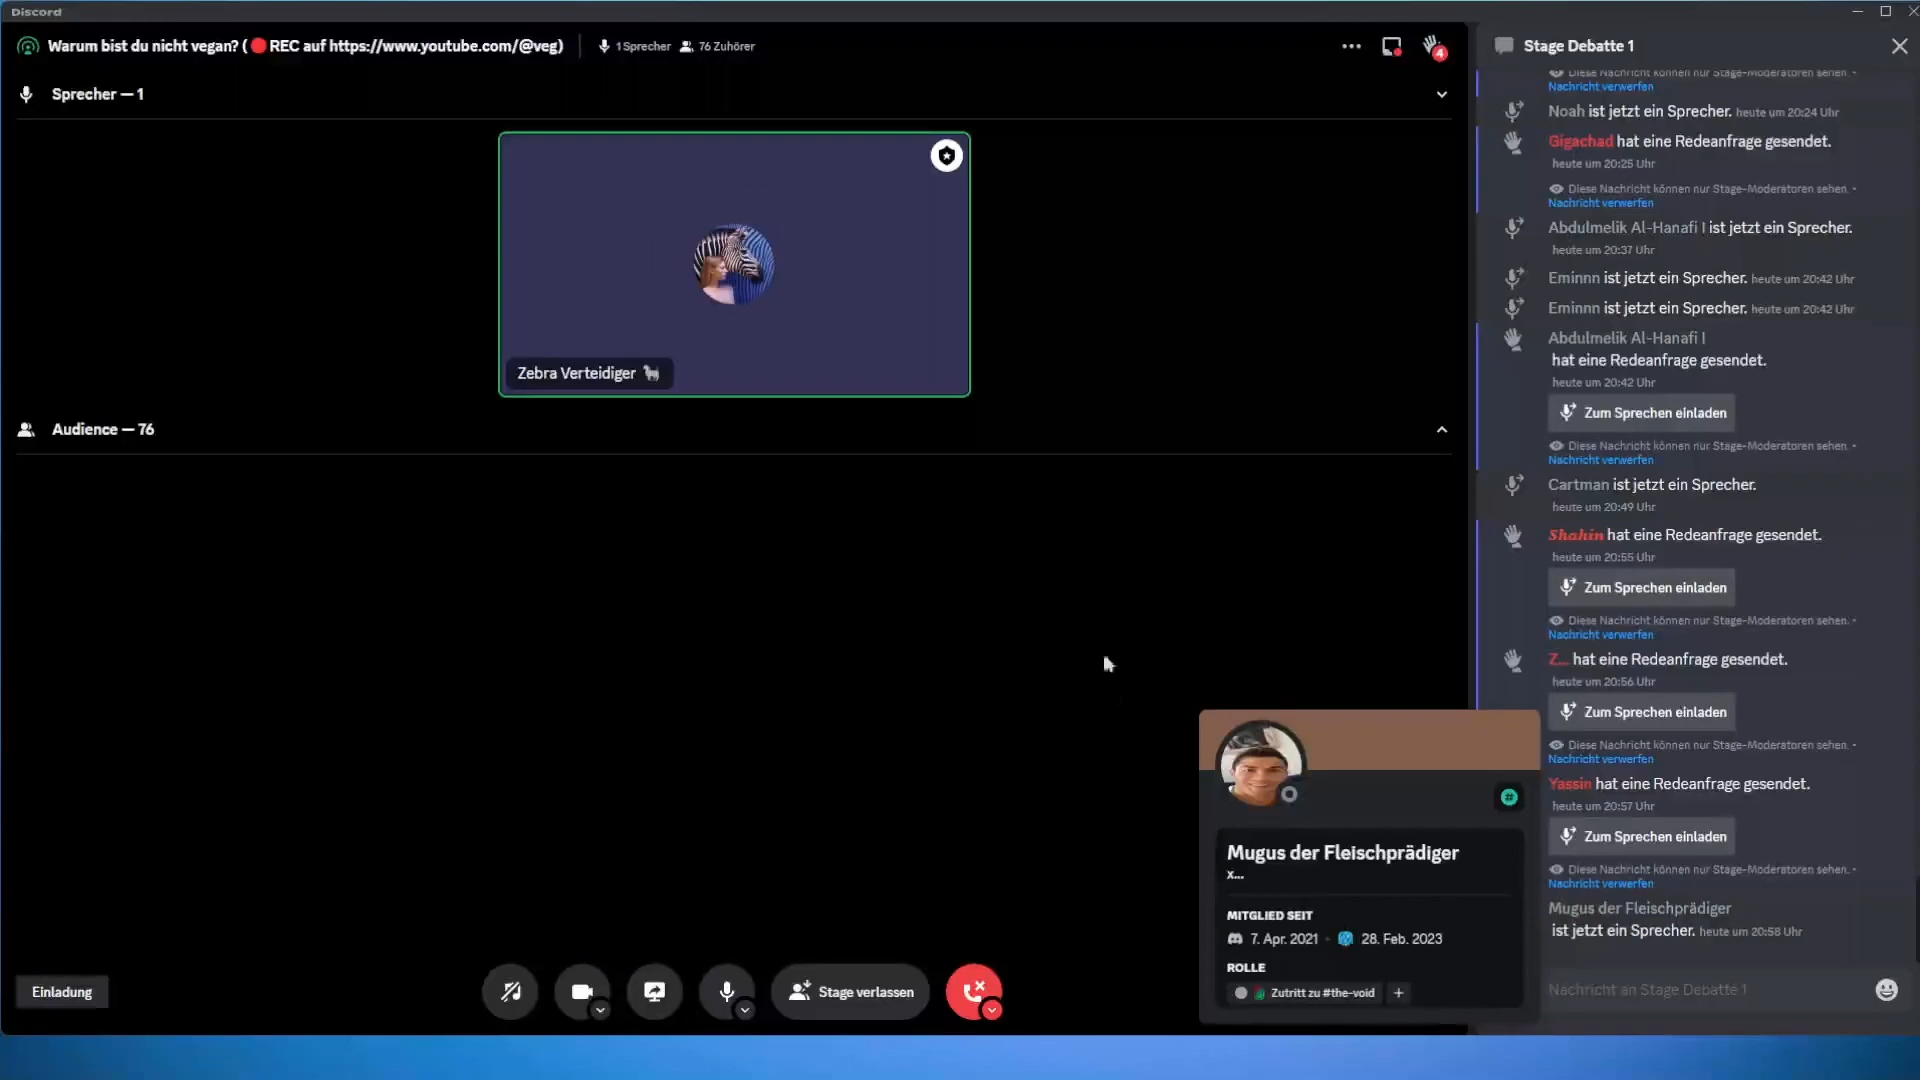 Discord
Warum bist du nicht vegan? ( 🔴 REC auf https://www.youtube.com/@veg)
1 Sprecher
76 Zuhörer
4
Sprecher — 1
Zebra Verteidiger 🦓
Audience — 76
Einladung
Stage verlassen
Mugus der Fleischprädiger
x...
MITGLIED SEIT
7. Apr. 2021 • 28. Feb. 2023
ROLLE
Zutritt zu #the-void
+
Stage Debatte 1
Diese Nachricht können nur Stage-Moderatoren sehen. •
Nachricht verwerfen
Noah ist jetzt ein Sprecher. heute um 20:24 Uhr
Gigachad hat eine Redeanfrage gesendet.
heute um 20:25 Uhr
Diese Nachricht können nur Stage-Moderatoren sehen. •
Nachricht verwerfen
Abdulmelik Al-Hanafi I ist jetzt ein Sprecher.
heute um 20:37 Uhr
Eminnn ist jetzt ein Sprecher. heute um 20:42 Uhr
Eminnn ist jetzt ein Sprecher. heute um 20:42 Uhr
Abdulmelik Al-Hanafi I
hat eine Redeanfrage gesendet.
heute um 20:42 Uhr
Zum Sprechen einladen
Diese Nachricht können nur Stage-Moderatoren sehen. •
Nachricht verwerfen
Cartman ist jetzt ein Sprecher.
heute um 20:49 Uhr
Shahin hat eine Redeanfrage gesendet.
heute um 20:55 Uhr
Zum Sprechen einladen
Diese Nachricht können nur Stage-Moderatoren sehen. •
Nachricht verwerfen
Z... hat eine Redeanfrage gesendet.
heute um 20:56 Uhr
Zum Sprechen einladen
Diese Nachricht können nur Stage-Moderatoren sehen. •
Nachricht verwerfen
Yassin hat eine Redeanfrage gesendet.
heute um 20:57 Uhr
Zum Sprechen einladen
Diese Nachricht können nur Stage-Moderatoren sehen. •
Nachricht verwerfen
Mugus der Fleischprädiger
ist jetzt ein Sprecher. heute um 20:58 Uhr
Nachricht an Stage Debatte 1